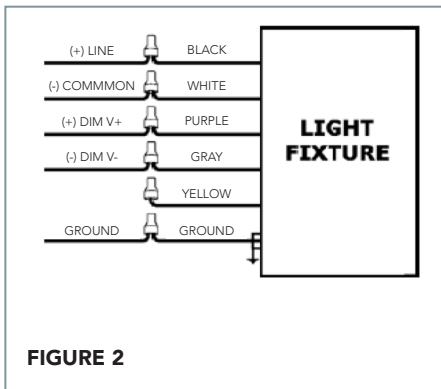 (+) LINE BLACK
(-) COMMMON WHITE
(+) DIM V+ PURPLE
(-) DIM V- GRAY
YELLOW
GROUND GROUND
LIGHT
FIXTURE
FIGURE 2